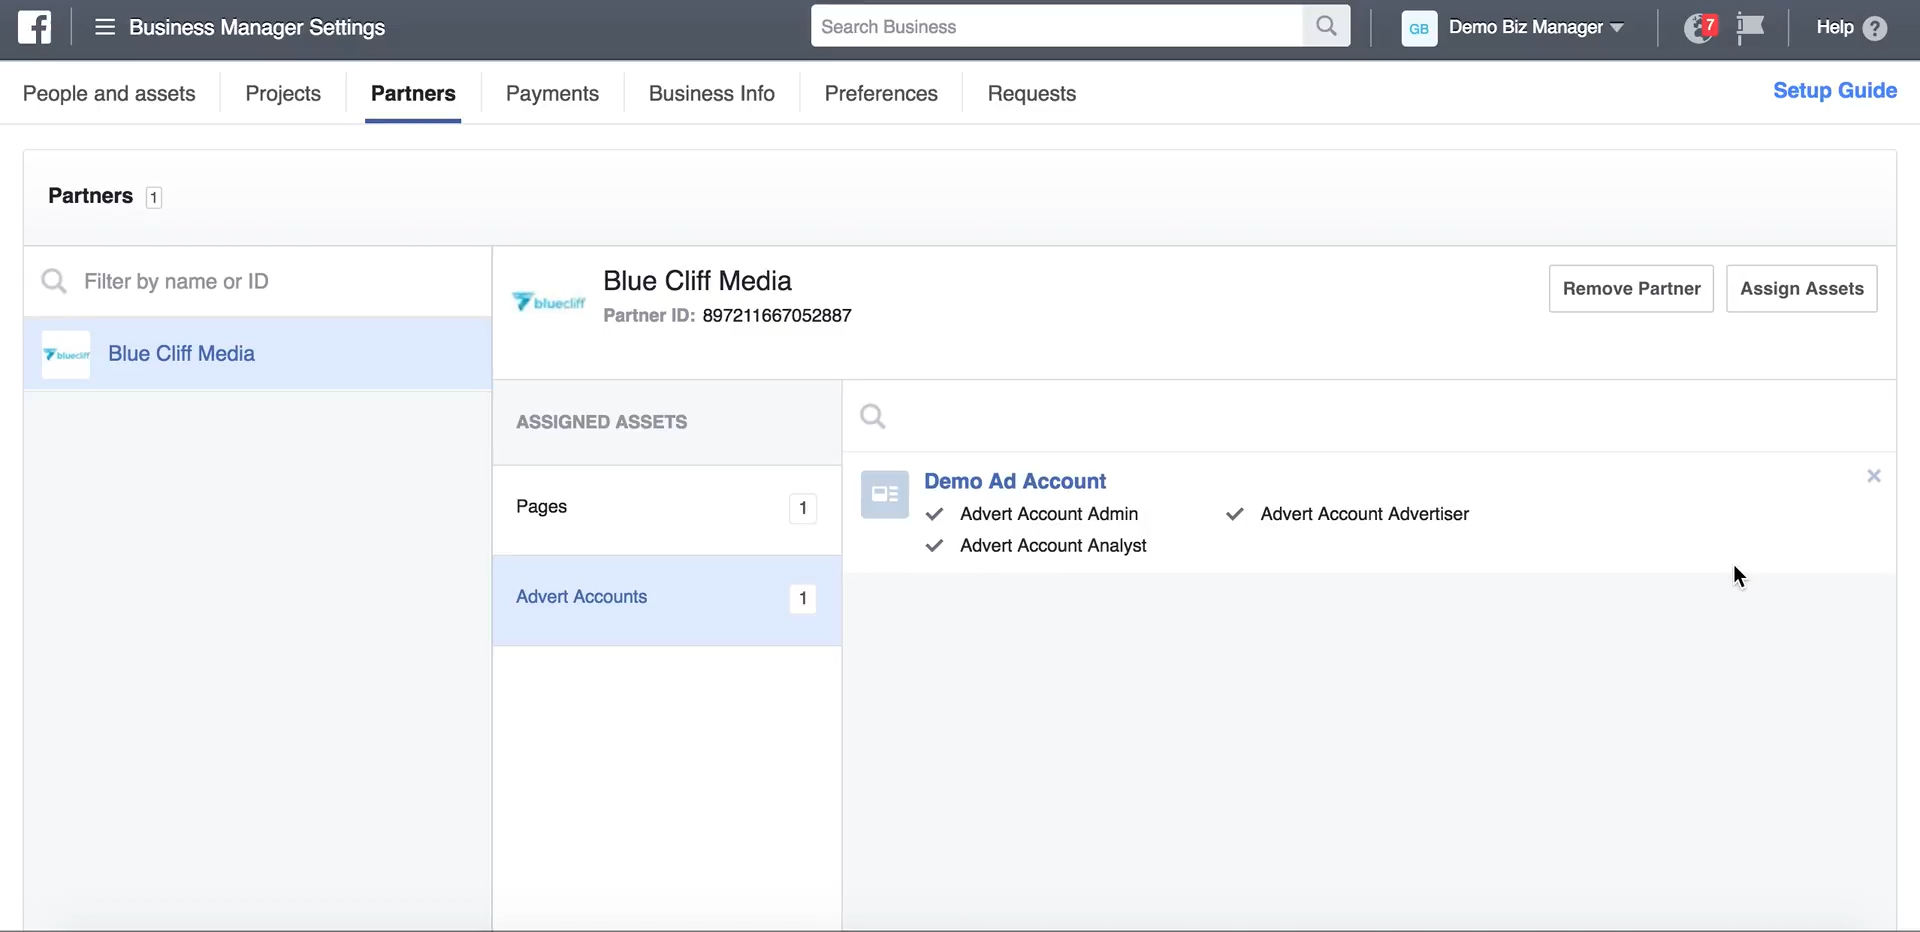 Business Manager Settings
Search Business
GB
Demo Biz Manager
7
Help ?
People and assets
Projects
Partners
Payments
Business Info
Preferences
Requests
Setup Guide
Partners 1
Filter by name or ID
bluecliff
Blue Cliff Media
bluecliff
Blue Cliff Media
Partner ID: 897211667052887
Remove Partner
Assign Assets
ASSIGNED ASSETS
Pages 1
Advert Accounts 1
Demo Ad Account
Advert Account Admin
Advert Account Advertiser
Advert Account Analyst